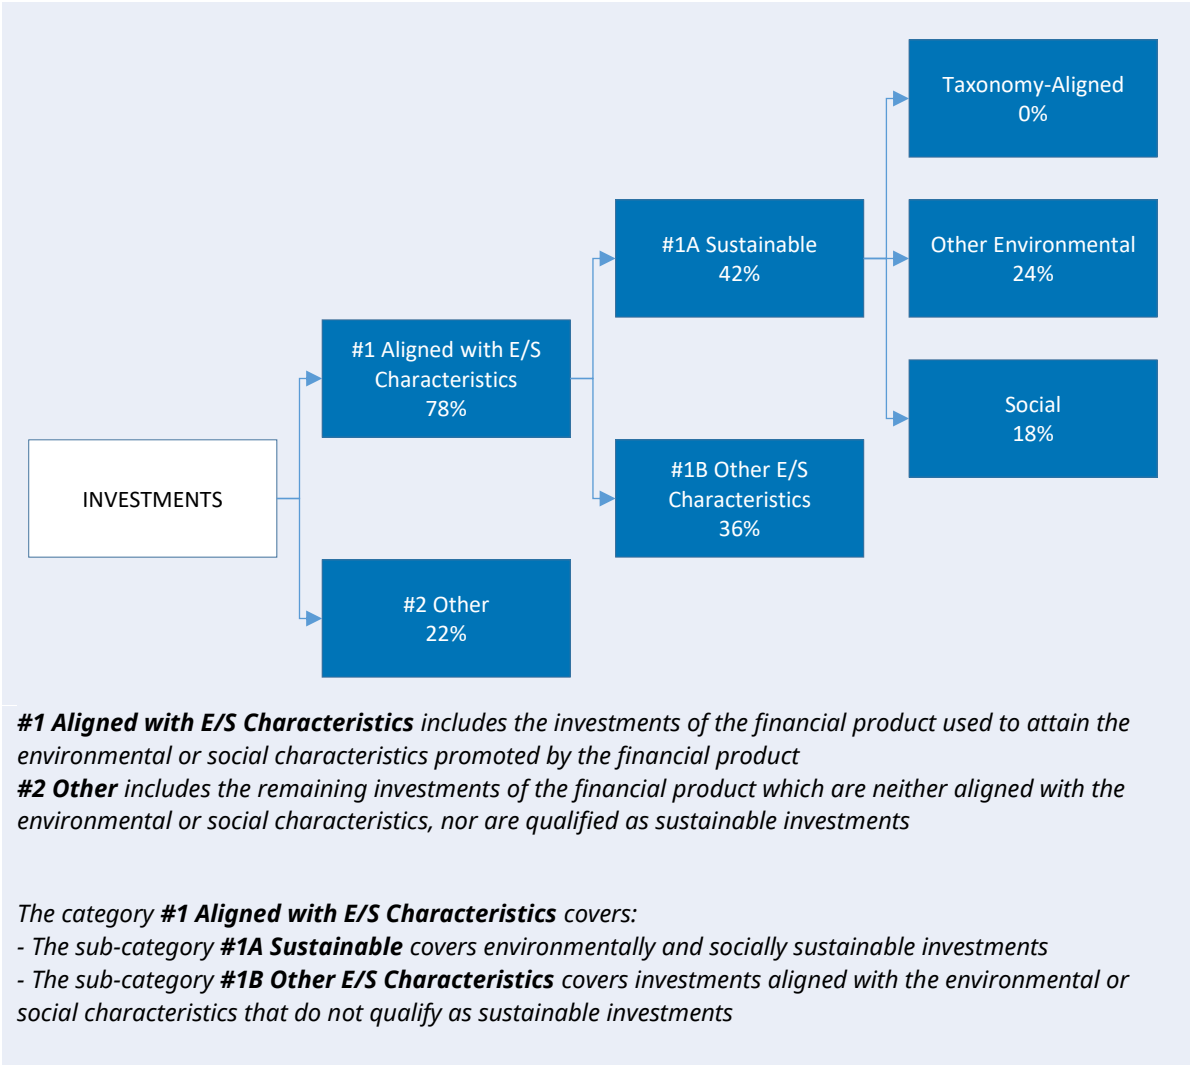 Taxonomy-Aligned
0%
#1A Sustainable
42%
Other Environmental
24%
#1 Aligned with E/S
Characteristics
78%
Social
18%
INVESTMENTS
#1B Other E/S
Characteristics
36%
#2 Other
22%
#1 Aligned with E/S Characteristics includes the investments of the financial product used to attain the
environmental or social characteristics promoted by the financial product
#2 Other includes the remaining investments of the financial product which are neither aligned with the
environmental or social characteristics, nor are qualified as sustainable investments
The category #1 Aligned with E/S Characteristics covers:
- The sub-category #1A Sustainable covers environmentally and socially sustainable investments
- The sub-category #1B Other E/S Characteristics covers investments aligned with the environmental or
social characteristics that do not qualify as sustainable investments